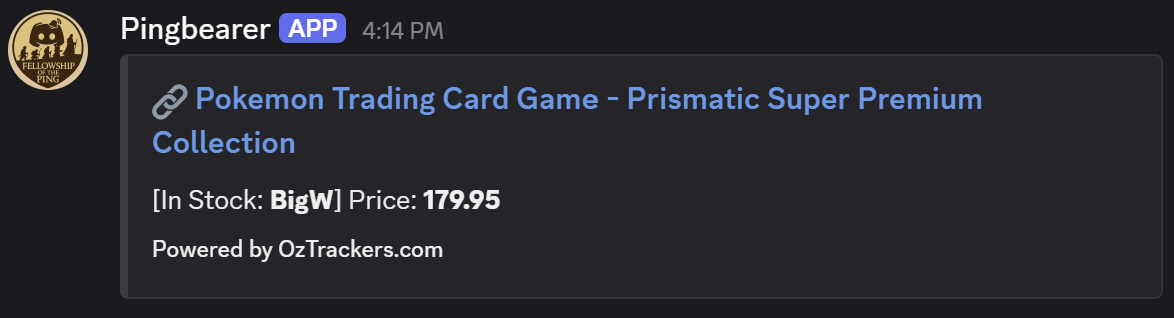 Pingbearer APP 4:14 PM
FELLOWSHIP
OF THE
PING
Pokemon Trading Card Game - Prismatic Super Premium
Collection
[In Stock: BigW] Price: 179.95
Powered by OzTrackers.com